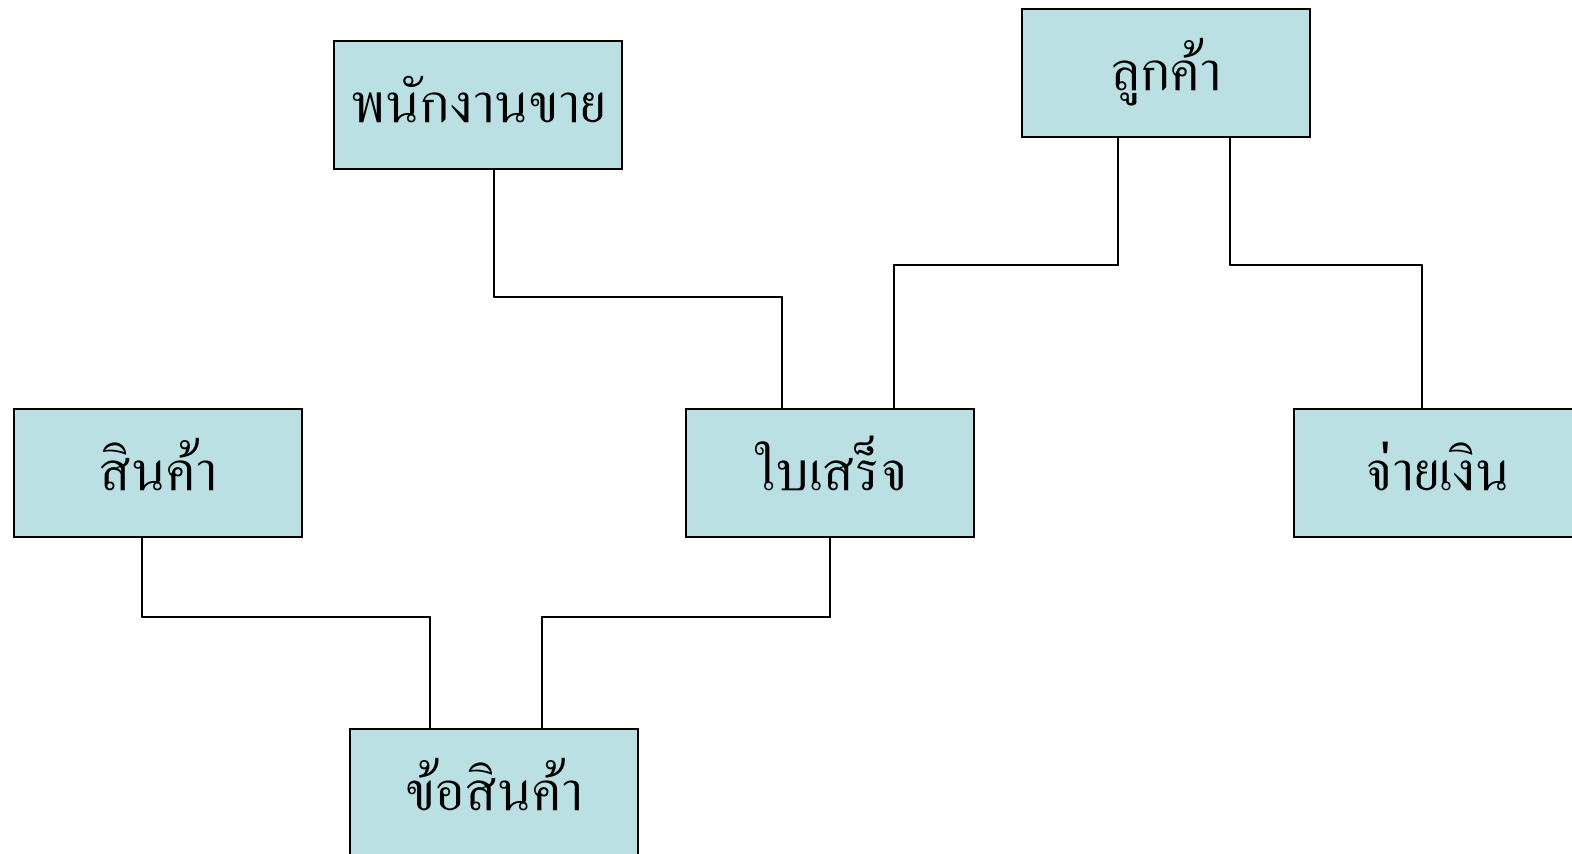 ลูกค้า
พนักงานขาย
สินค้า
ใบเสร็จ
จ่ายเงิน
ข้อสินค้า